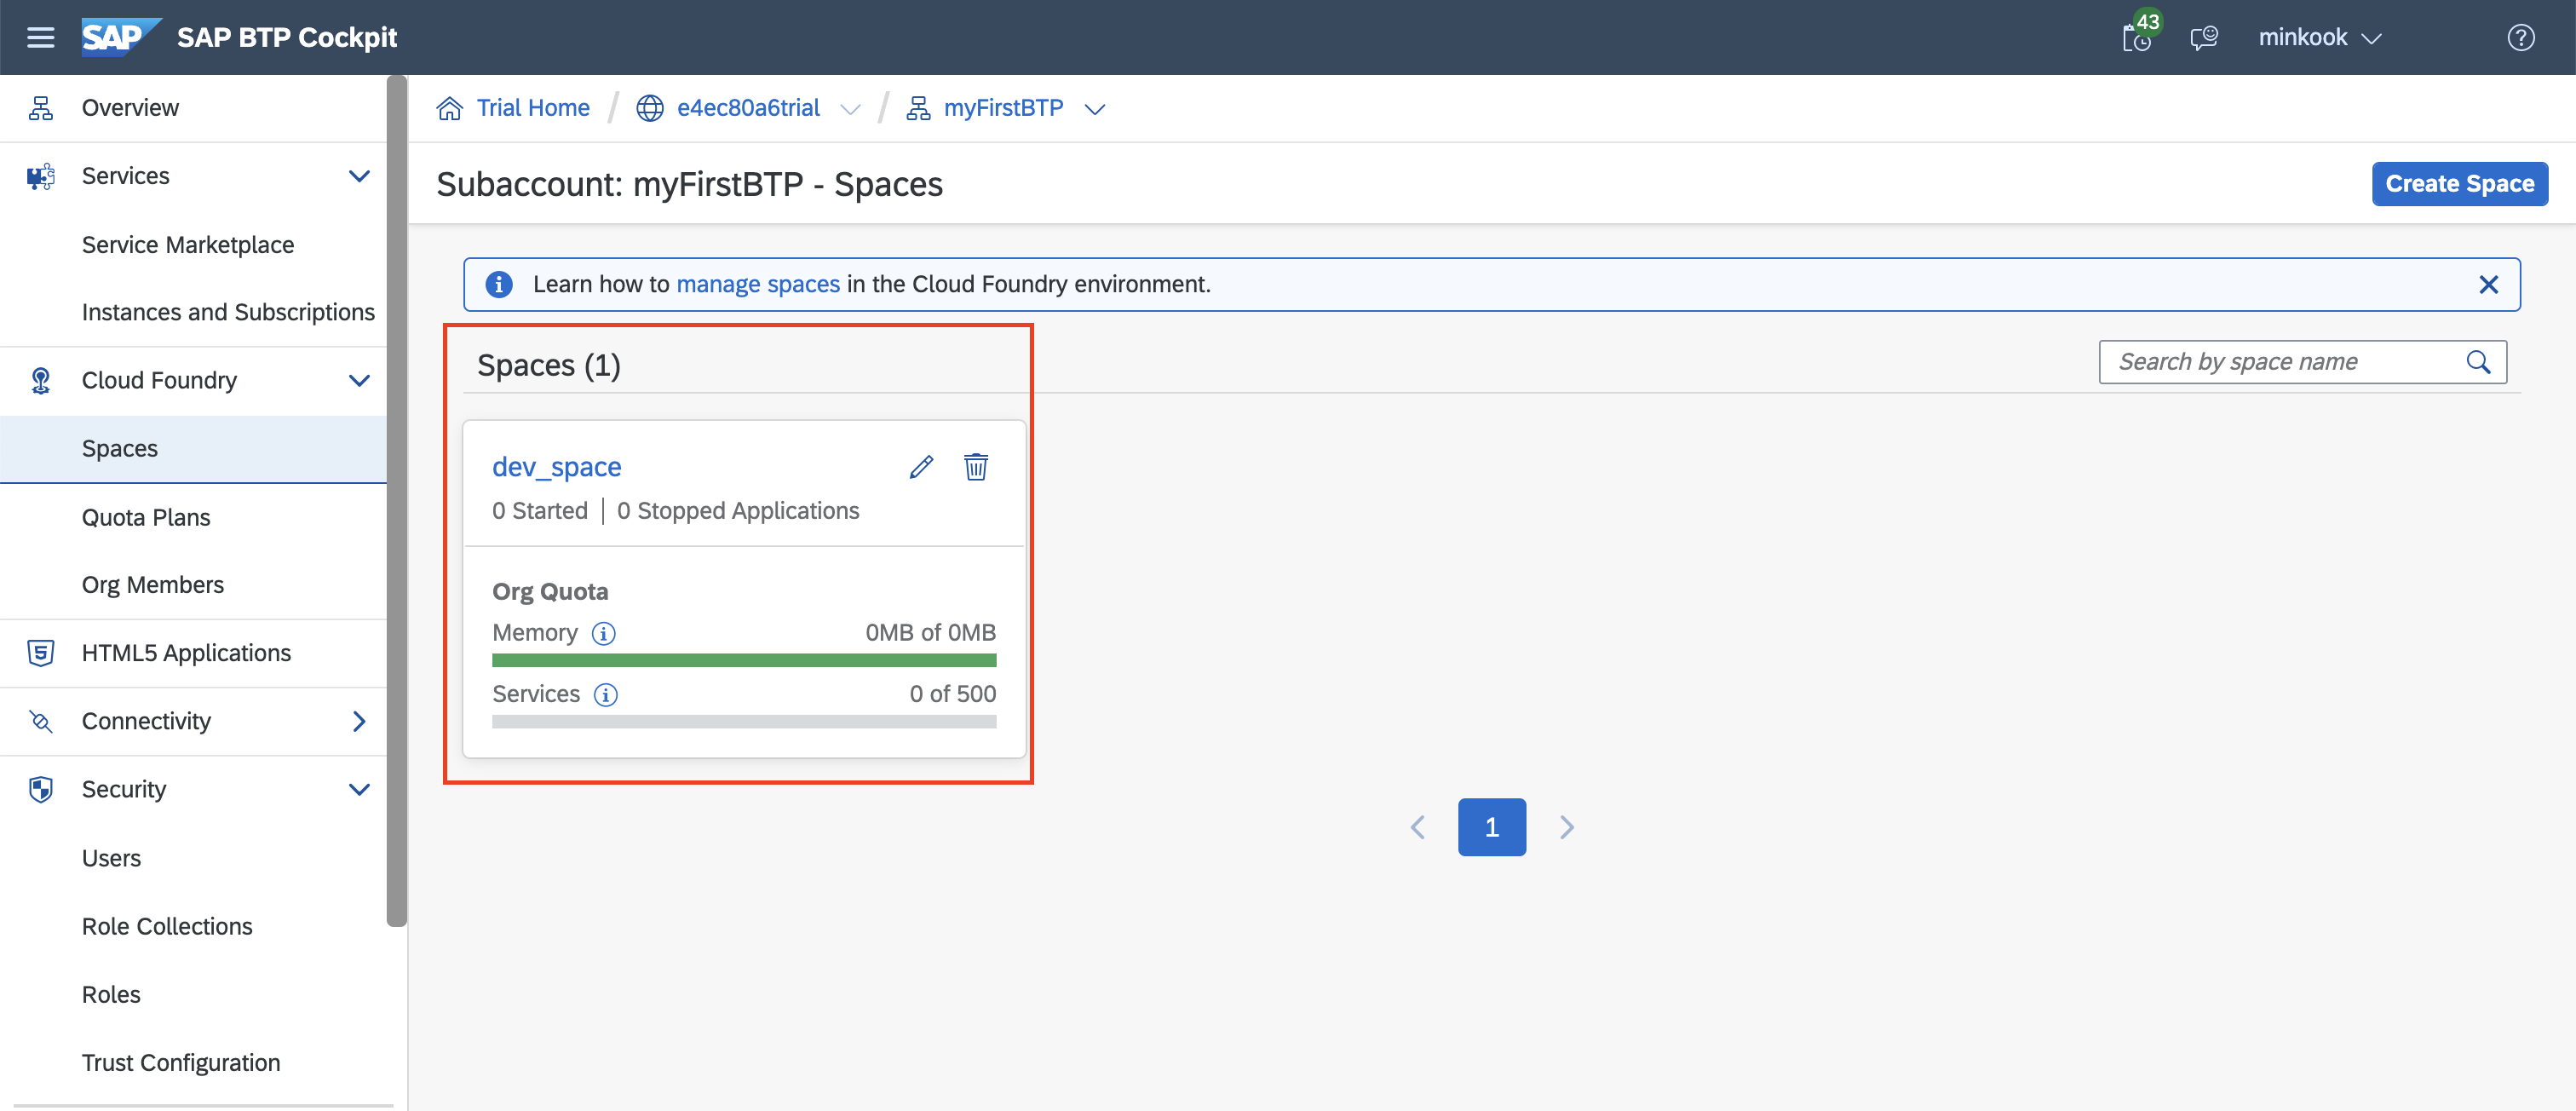 SAP SAP BTP Cockpit 43 minkook
Overview
Services
Service Marketplace
Instances and Subscriptions
Cloud Foundry
Spaces
Quota Plans
Org Members
HTML5 Applications
Connectivity
Security
Users
Role Collections
Roles
Trust Configuration
Trial Home / e4ec80a6trial / myFirstBTP
Subaccount: myFirstBTP - Spaces
Create Space
Learn how to manage spaces in the Cloud Foundry environment.
Spaces (1)
Search by space name
dev_space
0 Started | 0 Stopped Applications
Org Quota
Memory 0MB of 0MB
Services 0 of 500
1